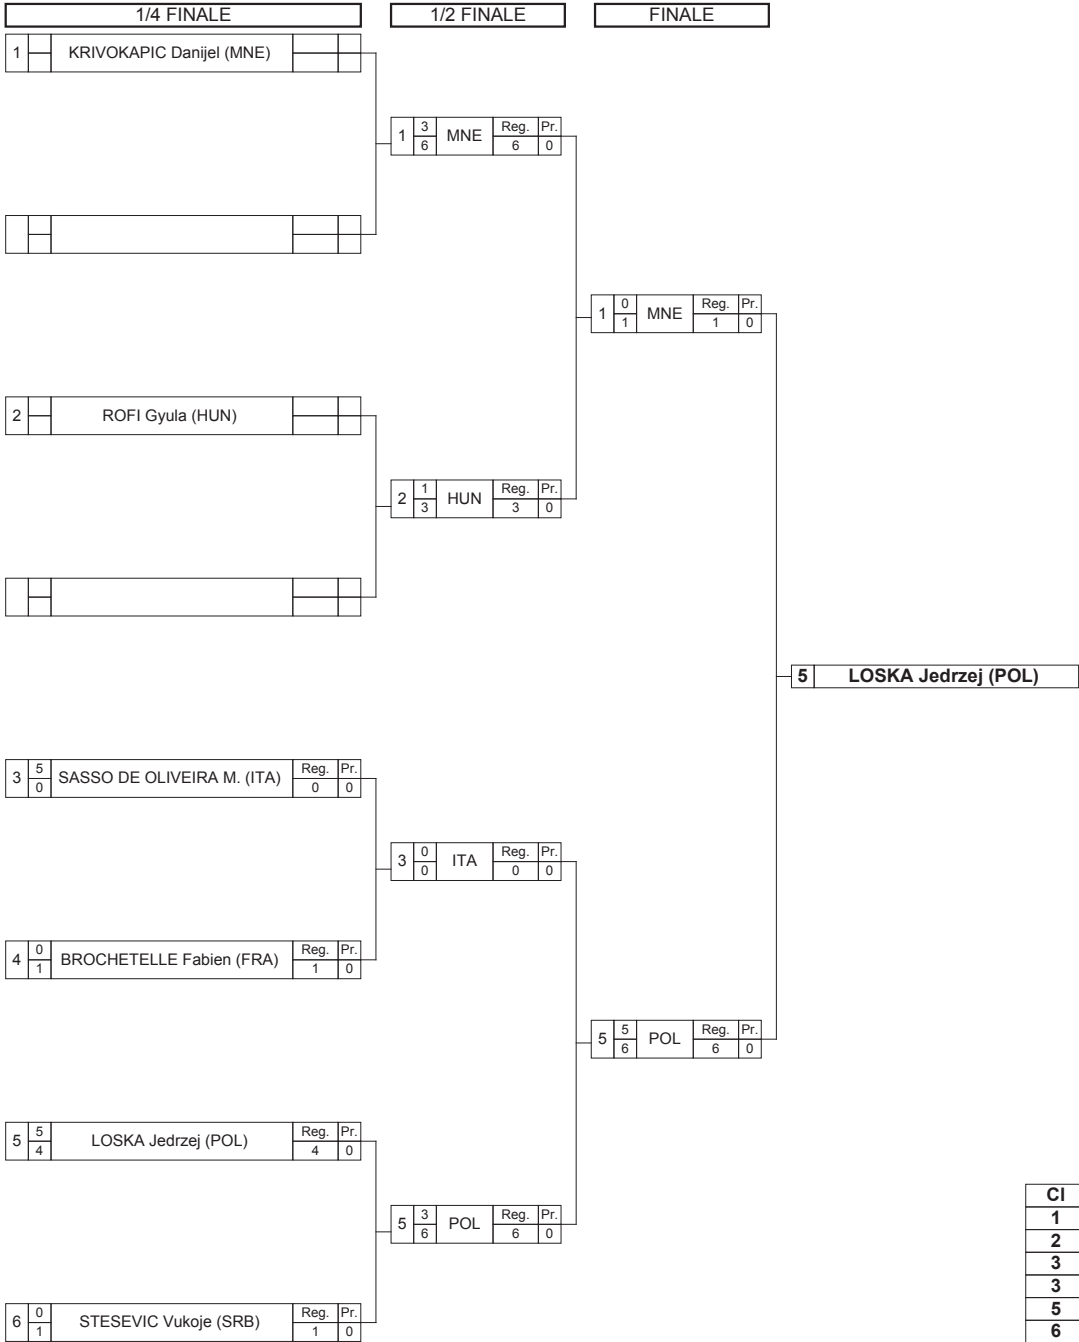 1/4 FINALE 1/2 FINALE FINALE
1 KRIVOKAPIC Danijel (MNE)
1 3 6 MNE Reg. Pr. 6 0
1 0 1 MNE Reg. Pr. 1 0
2 ROFI Gyula (HUN)
2 1 3 HUN Reg. Pr. 3 0
5 LOSKA Jedrzej (POL)
3 5 0 SASSO DE OLIVEIRA M. (ITA) Reg. Pr. 0 0
3 0 0 ITA Reg. Pr. 0 0
4 0 1 BROCHETELLE Fabien (FRA) Reg. Pr. 1 0
5 5 6 POL Reg. Pr. 6 0
5 5 4 LOSKA Jedrzej (POL) Reg. Pr. 4 0
5 3 6 POL Reg. Pr. 6 0
6 0 1 STESEVIC Vukoje (SRB) Reg. Pr. 1 0
Cl
1
2
3
3
5
6